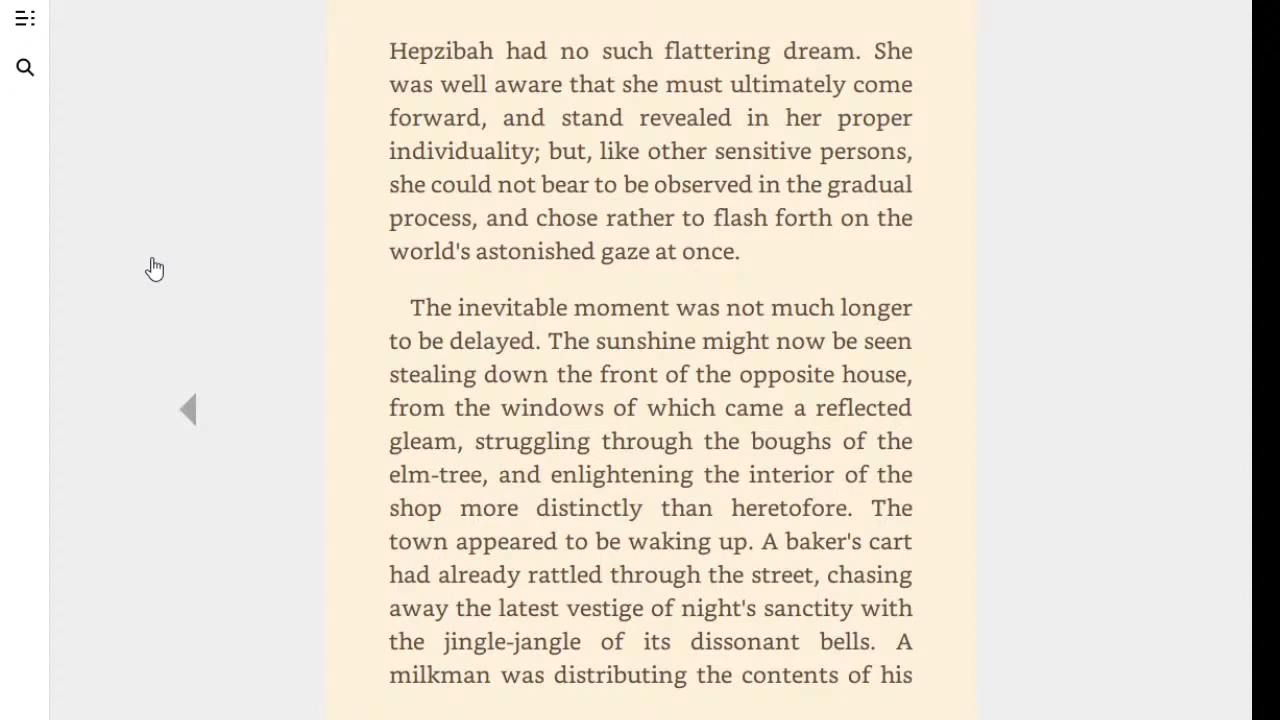 Hepzibah had no such flattering dream. She
was well aware that she must ultimately come
forward, and stand revealed in her proper
individuality; but, like other sensitive persons,
she could not bear to be observed in the gradual
process, and chose rather to flash forth on the
world's astonished gaze at once.
The inevitable moment was not much longer
to be delayed. The sunshine might now be seen
stealing down the front of the opposite house,
from the windows of which came a reflected
gleam, struggling through the boughs of the
elm-tree, and enlightening the interior of the
shop more distinctly than heretofore. The
town appeared to be waking up. A baker's cart
had already rattled through the street, chasing
away the latest vestige of night's sanctity with
the jingle-jangle of its dissonant bells. A
milkman was distributing the contents of his